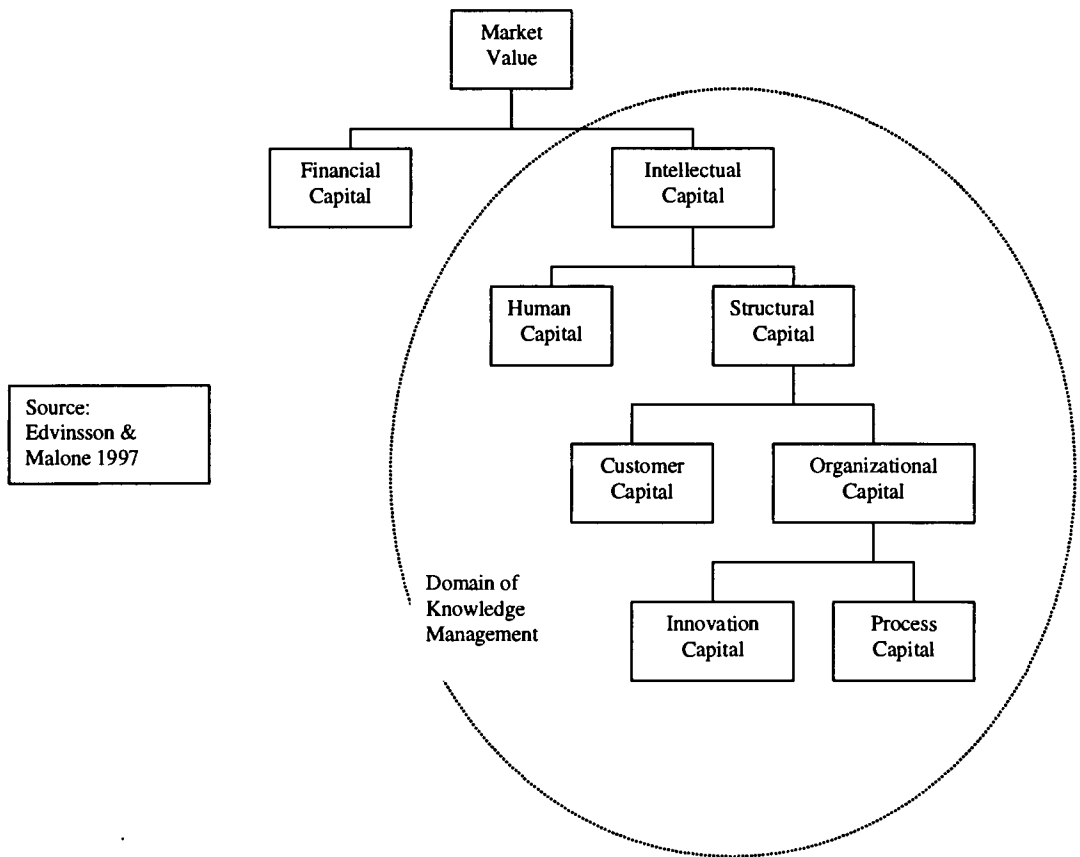 Market
Value
Financial
Capital
Intellectual
Capital
Human
Capital
Structural
Capital
Source:
Edvinsson &
Malone 1997
Customer
Capital
Organizational
Capital
Domain of
Knowledge
Management
Innovation
Capital
Process
Capital